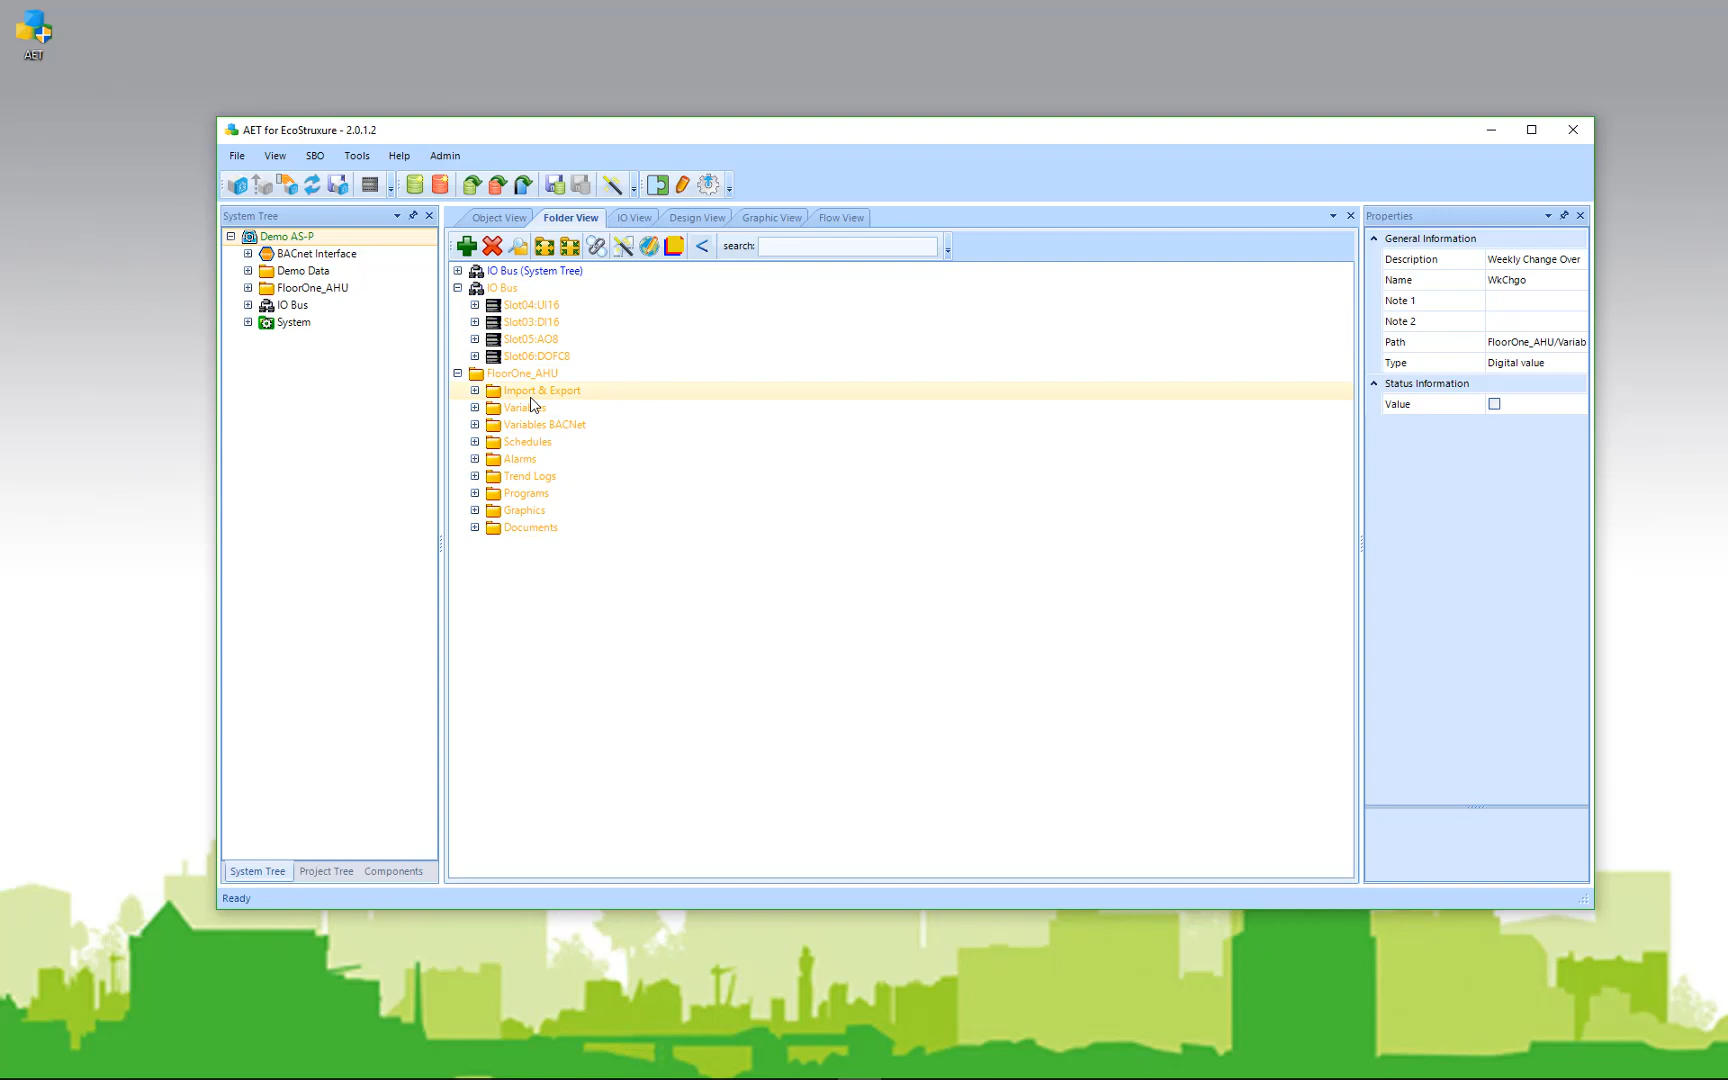 AET
AET for EcoStruxure - 2.0.1.2
File View SBO Tools Help Admin
System Tree
Demo AS-P
BACnet Interface
Demo Data
FloorOne_AHU
IO Bus
System
System Tree Project Tree Components
Object View Folder View IO View Design View Graphic View Flow View
< search:
IO Bus (System Tree)
IO Bus
Slot04:UI16
Slot03:DI16
Slot05:AO8
Slot06:DOFC8
FloorOne_AHU
Import & Export
Variables BACNet
Schedules
Alarms
Trend Logs
Programs
Graphics
Documents
Properties
General Information
Description Weekly Change Over
Name WkChgo
Note 1
Note 2
Path FloorOne_AHU/Variab
Type Digital value
Status Information
Value
Ready